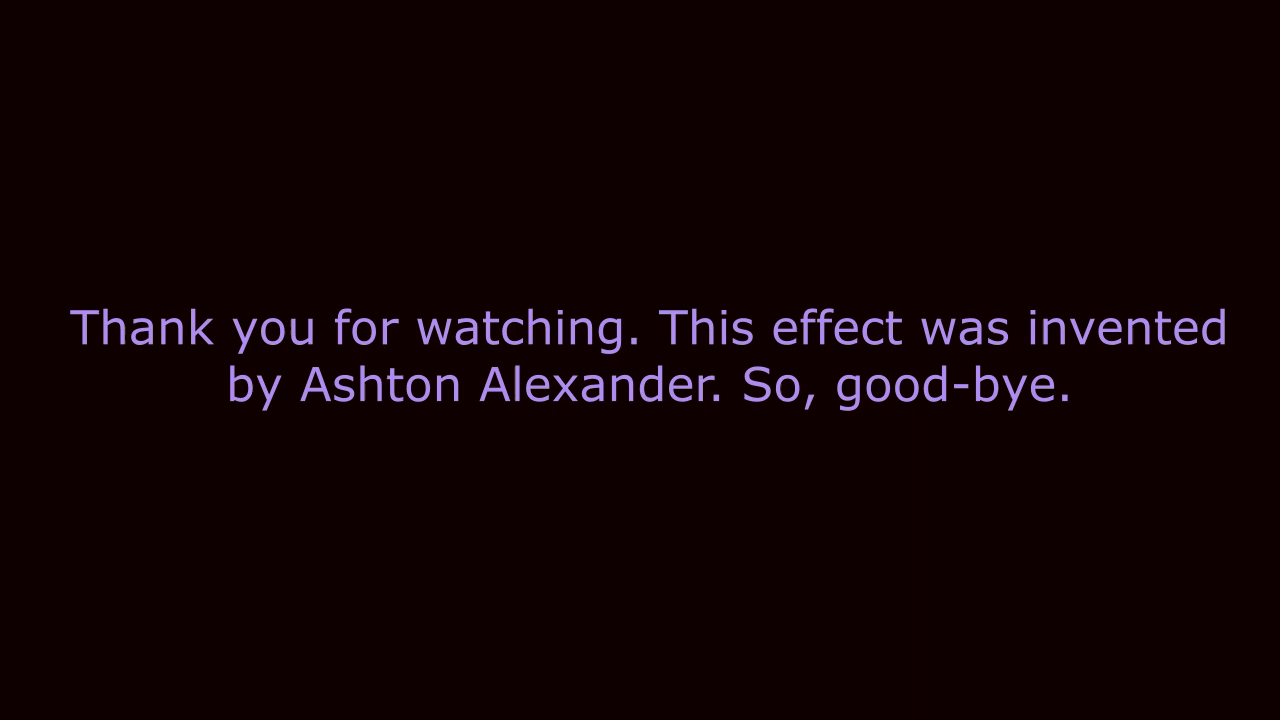 Thank you for watching. This effect was invented
by Ashton Alexander. So, good-bye.